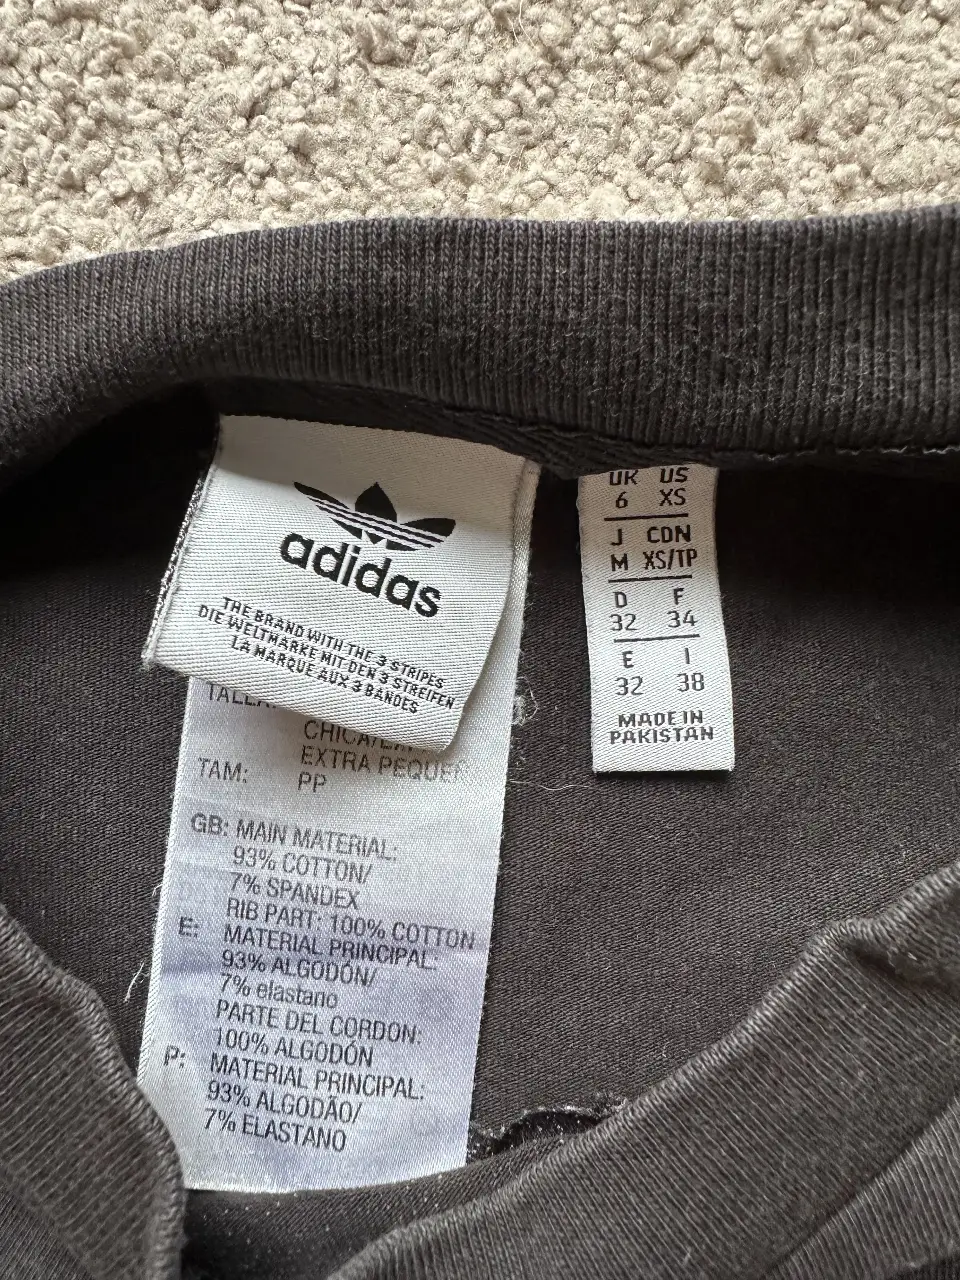 adidas
THE BRAND WITH THE 3 STRIPES
DIE WELTMARKE MIT DEN 3 STREIFEN
LA MARQUE AUX 3 BANDES
EXTRA
TAM: PP
GB: MAIN MATERIAL:
93% COTTON/
7% SPANDEX
RIB PART: 100% COTTON
E: MATERIAL PRINCIPAL:
93% ALGODÓN/
7% elastano
PARTE DEL CORDON:
100% ALGODÓN
P: MATERIAL PRINCIPAL:
93% ALGODÃO/
7% ELASTANO
UK US
6 XS
J CDN
M XS/TP
D F
32 34
E I
32 38
MADE IN
PAKISTAN